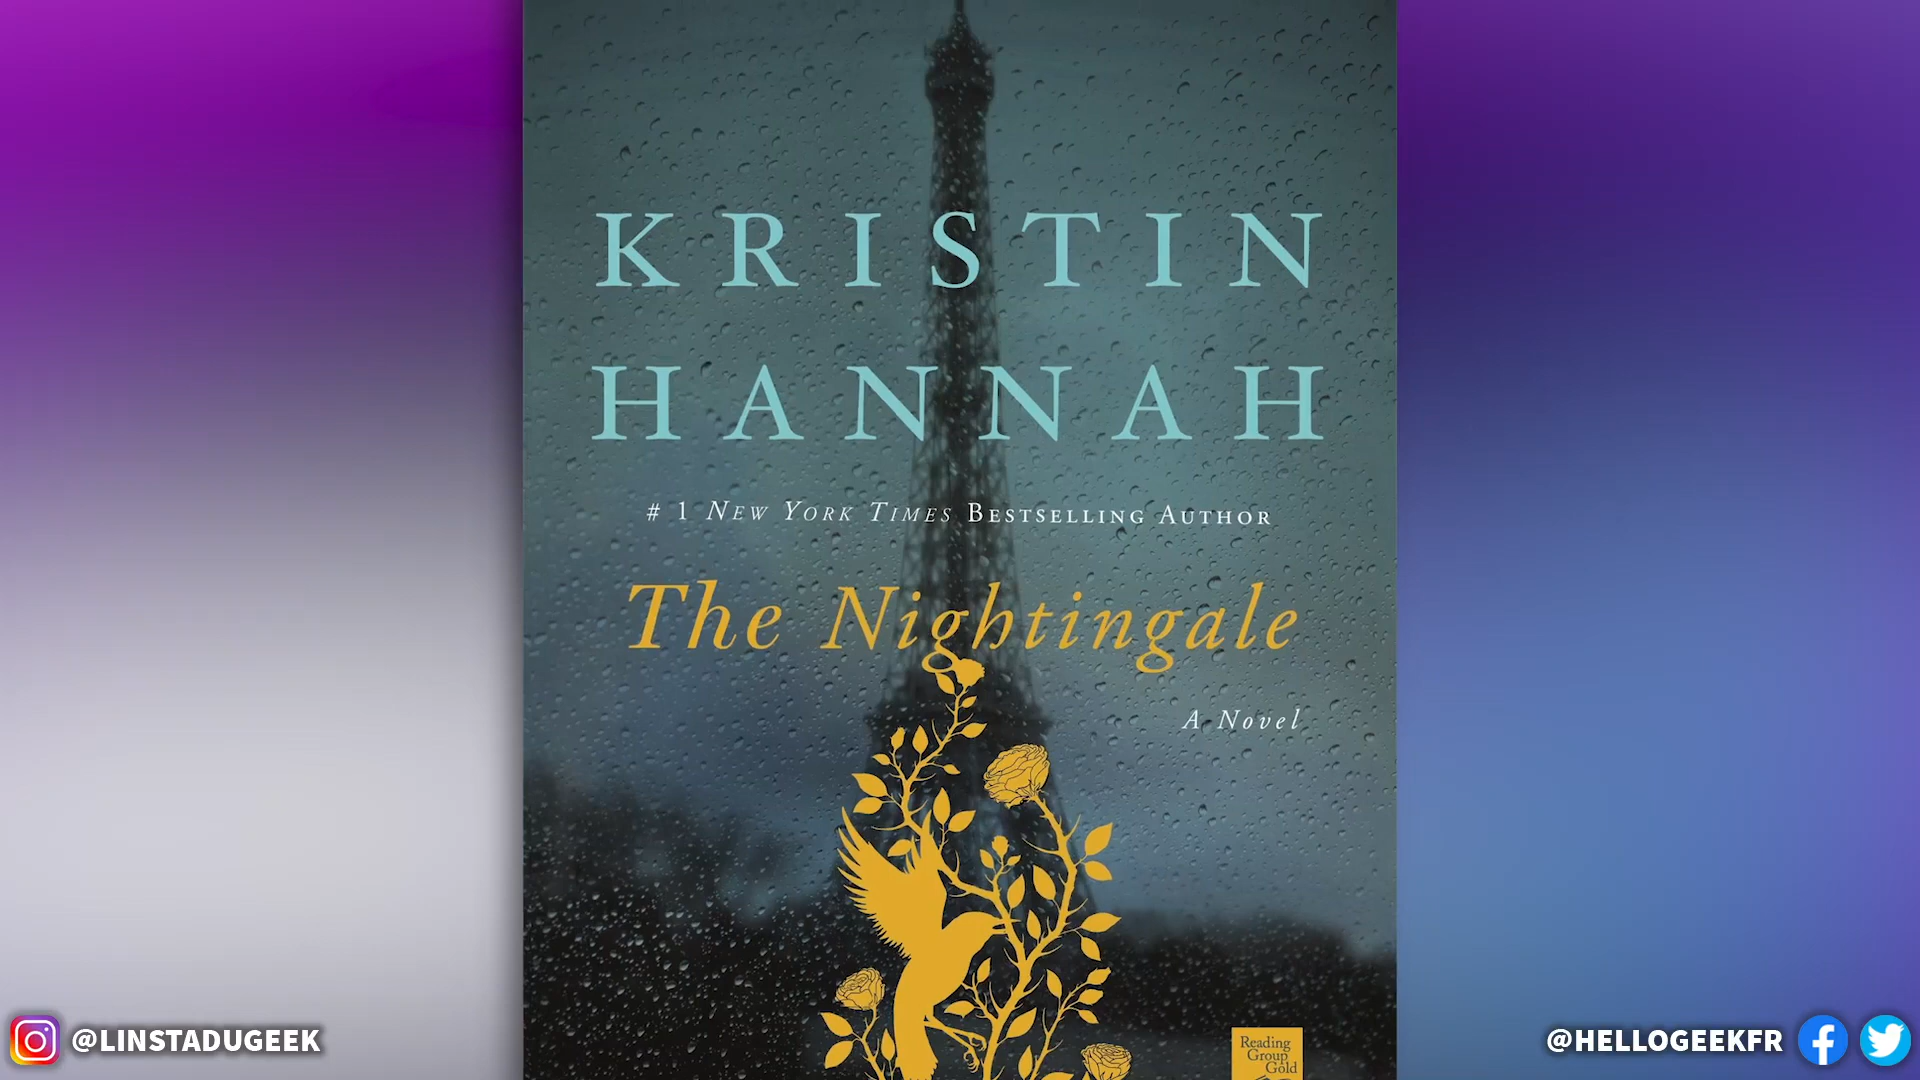 KRISTIN
HANNAH
# 1 NEW YORK TIMES BESTSELLING AUTHOR
The Nightingale
A Novel
Reading
Group
Gold
@LINSTADUGEEK
@HELLOGEEKFR